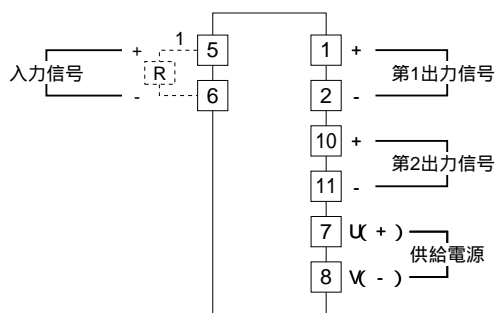 1
+ 5 1 + 
R
入力信号 第1出力信号
- 6 2 -
10 +
第2出力信号
11 -
7 U( + )
供給電源
8 V( - )